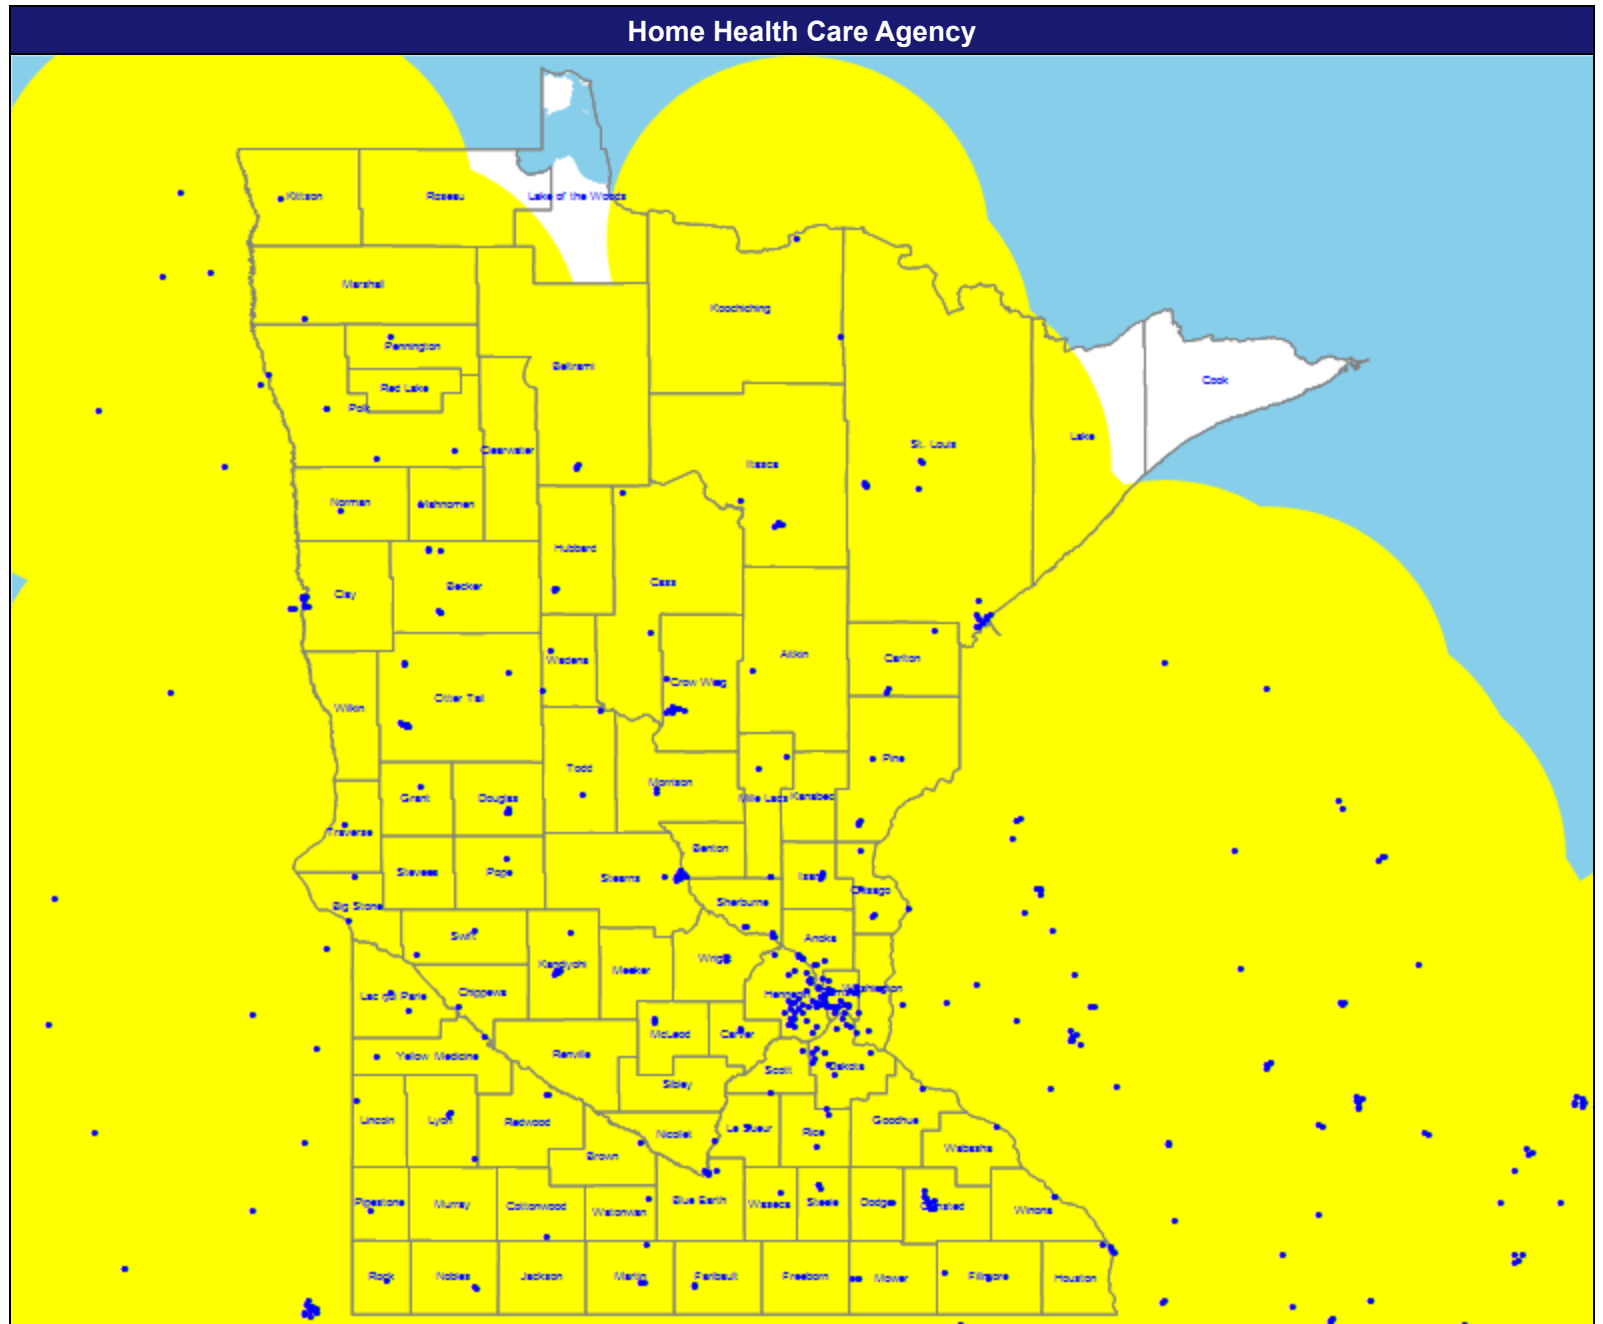 Home Health Care Agency
Kittson
Roseau
Lake of the Woods
Marshall
Koochiching
Pennington
Beltrami
Cook
Red Lake
Polk
Lake
St. Louis
Clearwater
Itasca
Norman
Mahnomen
Hubbard
Becker
Cass
Clay
Aitkin
Carlton
Wadena
Crow Wing
Otter Tail
Wilkin
Pine
Todd
Morrison
Grant
Douglas
Mille Lacs
Kanabec
Traverse
Benton
Stevens
Pope
Stearns
Isanti
Chisago
Sherburne
Big Stone
Swift
Anoka
Wright
Kandiyohi
Meeker
Hennepin
Washington
Lac qui Parle
Chippewa
McLeod
Carver
Renville
Yellow Medicine
Scott
Dakota
Sibley
Lincoln
Lyon
Redwood
Le Sueur
Rice
Goodhue
Nicollet
Wabasha
Brown
Pipestone
Murray
Cottonwood
Watonwan
Blue Earth
Waseca
Steele
Dodge
Olmsted
Winona
Rock
Nobles
Jackson
Martin
Faribault
Freeborn
Mower
Fillmore
Houston